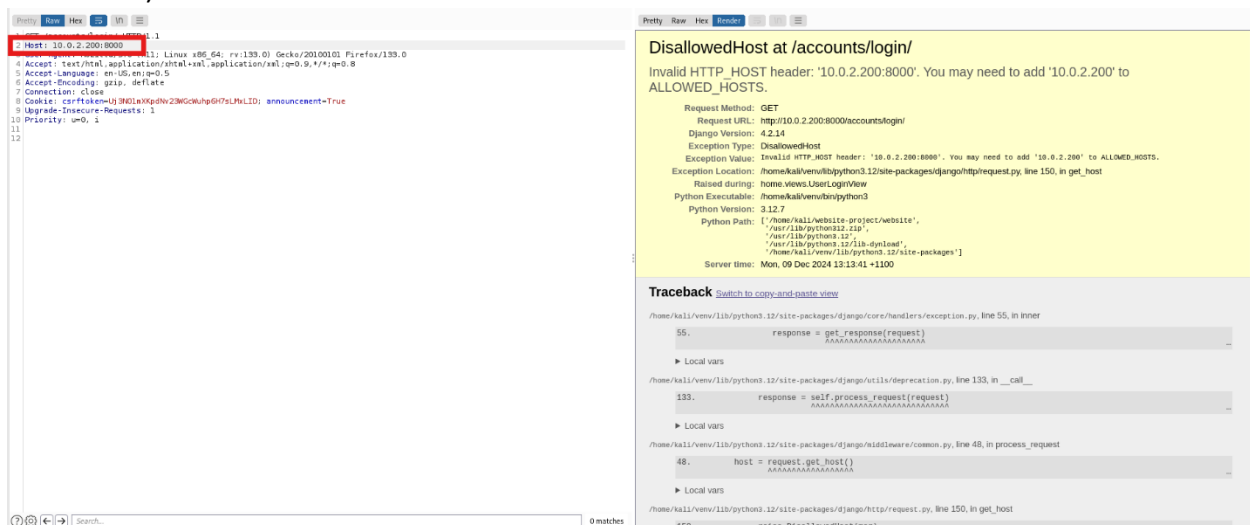 Pretty Raw Hex \n
1 GET /accounts/login/ HTTP/1.1
2 Host: 10.0.2.200:8000
11; Linux x86_64; rv:133.0) Gecko/20100101 Firefox/133.0
4 Accept: text/html,application/xhtml+xml,application/xml;q=0.9,*/*;q=0.8
5 Accept-Language: en-US,en;q=0.5
6 Accept-Encoding: gzip, deflate
7 Connection: close
8 Cookie: csrftoken=Uj3NO1mXKpdNv23WGcWuhp6H7sLMxLID; announcement=True
9 Upgrade-Insecure-Requests: 1
10 Priority: u=0, i
11
12
Search...
0 matches
Pretty Raw Hex Render \n
DisallowedHost at /accounts/login/
Invalid HTTP_HOST header: '10.0.2.200:8000'. You may need to add '10.0.2.200' to
ALLOWED_HOSTS.
Request Method: GET
Request URL: http://10.0.2.200:8000/accounts/login/
Django Version: 4.2.14
Exception Type: DisallowedHost
Exception Value: Invalid HTTP_HOST header: '10.0.2.200:8000'. You may need to add '10.0.2.200' to ALLOWED_HOSTS.
Exception Location: /home/kali/venv/lib/python3.12/site-packages/django/http/request.py, line 150, in get_host
Raised during: home.views.UserLoginView
Python Executable: /home/kali/venv/bin/python3
Python Version: 3.12.7
Python Path: ['/home/kali/website-project/website',
'/usr/lib/python312.zip',
'/usr/lib/python3.12',
'/usr/lib/python3.12/lib-dynload',
'/home/kali/venv/lib/python3.12/site-packages']
Server time: Mon, 09 Dec 2024 13:13:41 +1100
Traceback Switch to copy-and-paste view
/home/kali/venv/lib/python3.12/site-packages/django/core/handlers/exception.py, line 55, in inner
55. response = get_response(request)
^^^^^^^^^^^^^^^^^^^^^
…
▶ Local vars
/home/kali/venv/lib/python3.12/site-packages/django/utils/deprecation.py, line 133, in __call__
133. response = self.process_request(request)
^^^^^^^^^^^^^^^^^^^^^^^^^^^^^
…
▶ Local vars
/home/kali/venv/lib/python3.12/site-packages/django/middleware/common.py, line 48, in process_request
48. host = request.get_host()
^^^^^^^^^^^^^^^^^^
…
▶ Local vars
/home/kali/venv/lib/python3.12/site-packages/django/http/request.py, line 150, in get_host